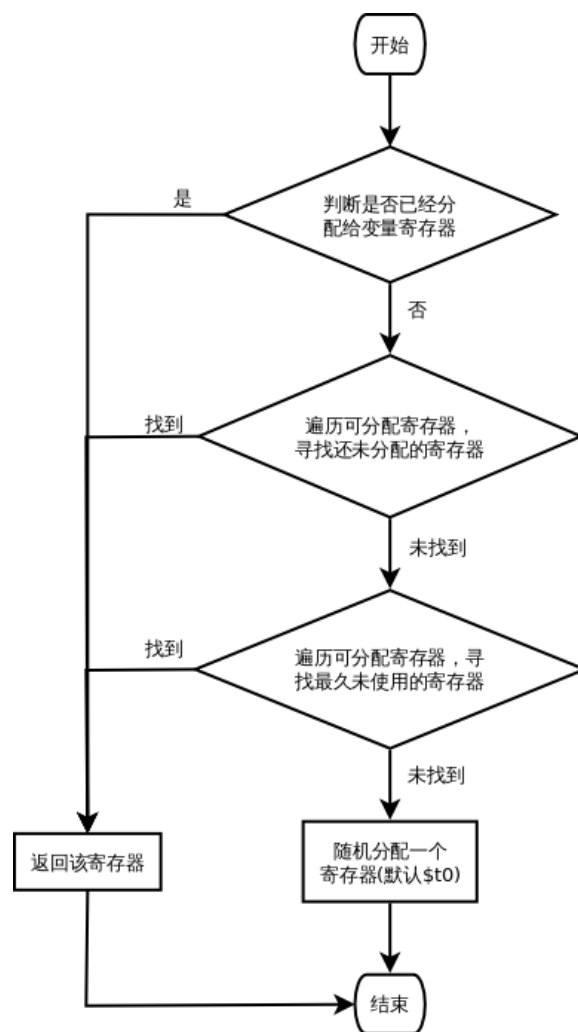 开始
是
判断是否已经分
配给变量寄存器
否
找到
遍历可分配寄存器，
寻找还未分配的寄存器
未找到
找到
遍历可分配寄存器，寻
找最久未使用的寄存器
未找到
返回该寄存器
随机分配一个
寄存器(默认$t0)
结束